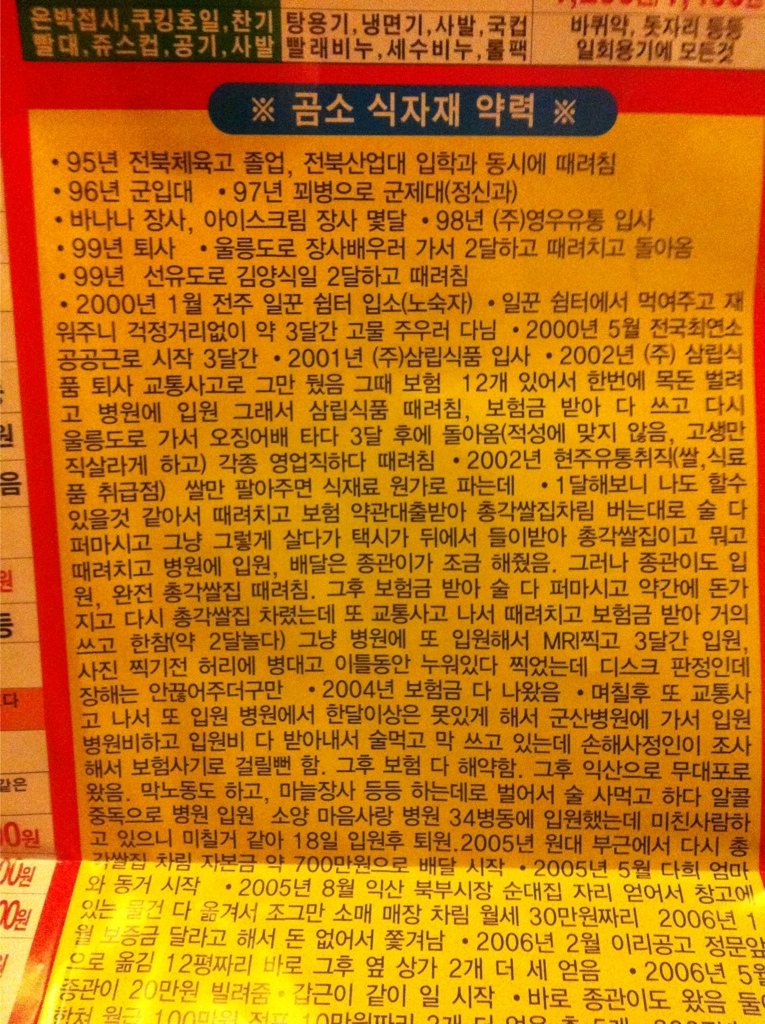 은박접시,쿠킹호일,찬기
빨대,쥬스컵,공기,사발
탕용기,냉면기,사발,국컵
빨래비누,세수비누,롤팩
바퀴약, 돗자리 등등
일회용기에 모든것
※ 곰소 식자재 약력 ※
• 95년 전북체육고 졸업, 전북산업대 입학과 동시에 때려침
• 96년 군입대 • 97년 꾀병으로 군제대(정신과)
• 바나나 장사, 아이스크림 장사 몇달 • 98년 (주)영우유통 입사
• 99년 퇴사 • 울릉도로 장사배우러 가서 2달하고 때려치고 돌아옴
• 99년 선유도로 김양식일 2달하고 때려침
• 2000년 1월 전주 일꾼 쉼터 입소(노숙자) • 일꾼 쉼터에서 먹여주고 재
워주니 걱정거리없이 약 3달간 고물 주우러 다님 • 2000년 5월 전국최연소
공공근로 시작 3달간 • 2001년 (주)삼립식품 입사 • 2002년 (주) 삼립식
품 퇴사 교통사고로 그만 뒀음 그때 보험 12개 있어서 한번에 목돈 벌려
고 병원에 입원 그래서 삼립식품 때려침, 보험금 받아 다 쓰고 다시
울릉도로 가서 오징어배 타다 3달 후에 돌아옴(적성에 맞지 않음, 고생만
직살라게 하고) 각종 영업직하다 때려침 • 2002년 현주유통취직(쌀,식료
품 취급점) 쌀만 팔아주면 식재료 원가로 파는데 • 1달해보니 나도 할수
있을것 같아서 때려치고 보험 약관대출받아 총각쌀집차림 버는대로 술 다
퍼마시고 그냥 그렇게 살다가 택시가 뒤에서 들이받아 총각쌀집이고 뭐고
때려치고 병원에 입원, 배달은 종관이가 조금 해줬음. 그러나 종관이도 입
원, 완전 총각쌀집 때려침. 그후 보험금 받아 술 다 퍼마시고 약간에 돈가
지고 다시 총각쌀집 차렸는데 또 교통사고 나서 때려치고 보험금 받아 거의
쓰고 한참(약 2달놀다) 그냥 병원에 또 입원해서 MRI찍고 3달간 입원,
사진 찍기전 허리에 병대고 이틀동안 누워있다 찍었는데 디스크 판정인데
장해는 안끊어주더구만 • 2004년 보험금 다 나왔음 • 며칠후 또 교통사
고 나서 또 입원 병원에서 한달이상은 못있게 해서 군산병원에 가서 입원
병원비하고 입원비 다 받아내서 술먹고 막 쓰고 있는데 손해사정인이 조사
해서 보험사기로 걸릴뻔 함. 그후 보험 다 해약함. 그후 익산으로 무대포로
왔음. 막노동도 하고, 마늘장사 등등 하는데로 벌어서 술 사먹고 하다 알콜
중독으로 병원 입원 소양 마음사랑 병원 34병동에 입원했는데 미친사람하
고 있으니 미칠거 같아 18일 입원후 퇴원.2005년 원대 부근에서 다시 총
각쌀집 차림 자본금 약 700만원으로 배달 시작 • 2005년 5월 다희 엄마
와 동거 시작 • 2005년 8월 익산 북부시장 순대집 자리 얻어서 창고에
있는 물건 다 옮겨서 조그만 소매 매장 차림 월세 30만원짜리 2006년 1
월 보증금 달라고 해서 돈 없어서 쫓겨남 • 2006년 2월 이리공고 정문앞
으로 옮김 12평짜리 바로 그후 옆 상가 2개 더 세 얻음 • 2006년 5월
종관이 20만원 빌려줌 • 갑근이 같이 일 시작 • 바로 종관이도 왔음 둘이
합쳐 월급 100만원